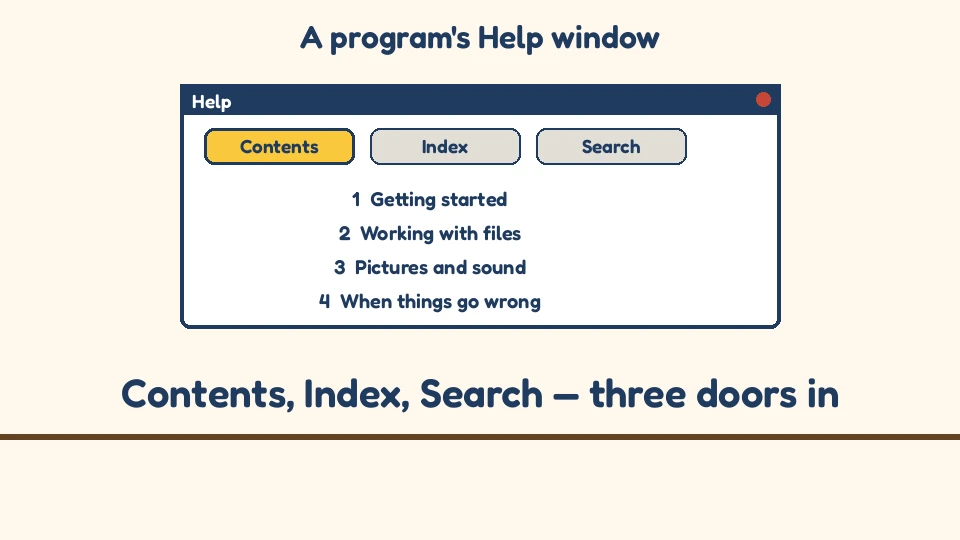 A program's Help window
Help
Contents Index Search
1 Getting started
2 Working with files
3 Pictures and sound
4 When things go wrong
Contents, Index, Search — three doors in